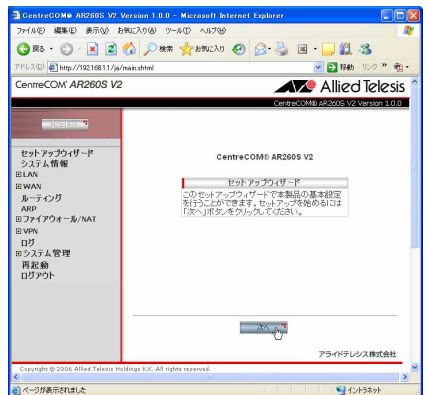 CentreCOM® AR260S V2 Version 1.0.0 - Microsoft Internet Explorer
ファイル(F) 編集(E) 表示(V) お気に入り(A) ツール(T) ヘルプ(H)
戻る 検索 お気に入り
アドレス(D) http://192.168.1.1/ja/main.shtml 移動 リンク »
CentreCOM AR260S V2
Allied Telesis
CentreCOM® AR260S V2 Version 1.0.0
セットアップウィザード
システム情報
LAN
WAN
ルーティング
ARP
ファイアウォール/NAT
VPN
ログ
システム管理
再起動
ログアウト
CentreCOM® AR260S V2
セットアップウィザード
このセットアップウィザードで本製品の基本設定
を行うことができます。セットアップを始めるには
「次へ」ボタンをクリックしてください。
次へ
アライドテレシス株式会社
Copyright © 2006 Allied Telesis Holdings K.K. All rights reserved.
ページが表示されました
イントラネット